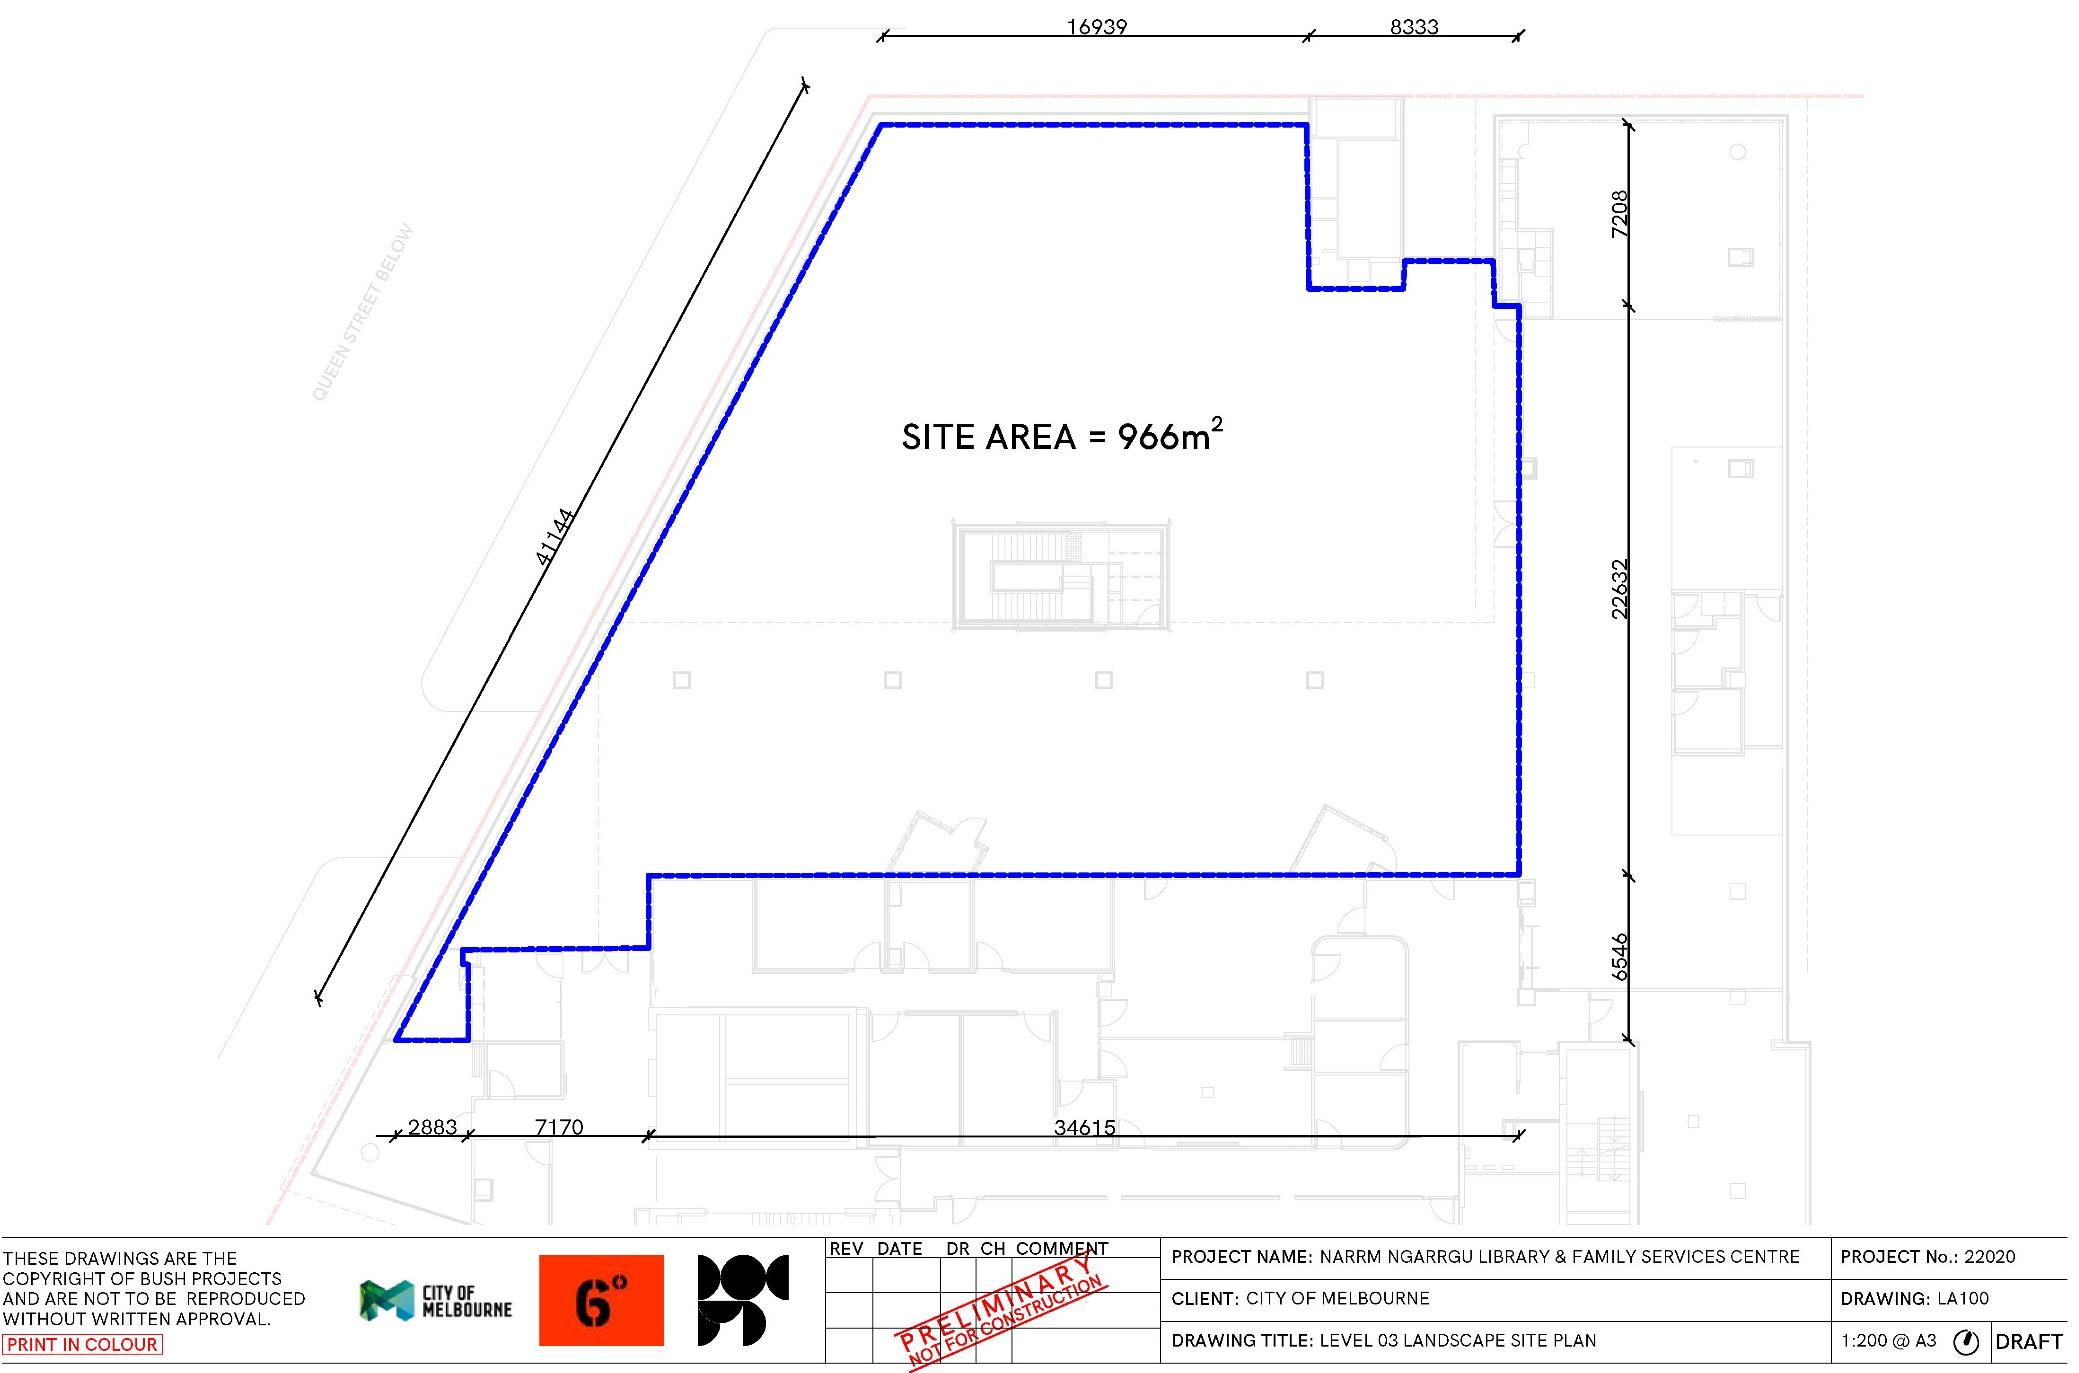 16939
8333
7208
QUEEN STREET BELOW
SITE AREA = 966m²
41144
22632
6546
2883
7170
34615
THESE DRAWINGS ARE THE
COPYRIGHT OF BUSH PROJECTS
AND ARE NOT TO BE REPRODUCED
WITHOUT WRITTEN APPROVAL.
PRINT IN COLOUR
CITY OF
MELBOURNE
6°
REV DATE DR CH COMMENT
PRELIMINARY
NOT FOR CONSTRUCTION
PROJECT NAME: NARRM NGARRGU LIBRARY & FAMILY SERVICES CENTRE
CLIENT: CITY OF MELBOURNE
DRAWING TITLE: LEVEL 03 LANDSCAPE SITE PLAN
PROJECT No.: 22020
DRAWING: LA100
1:200 @ A3
DRAFT